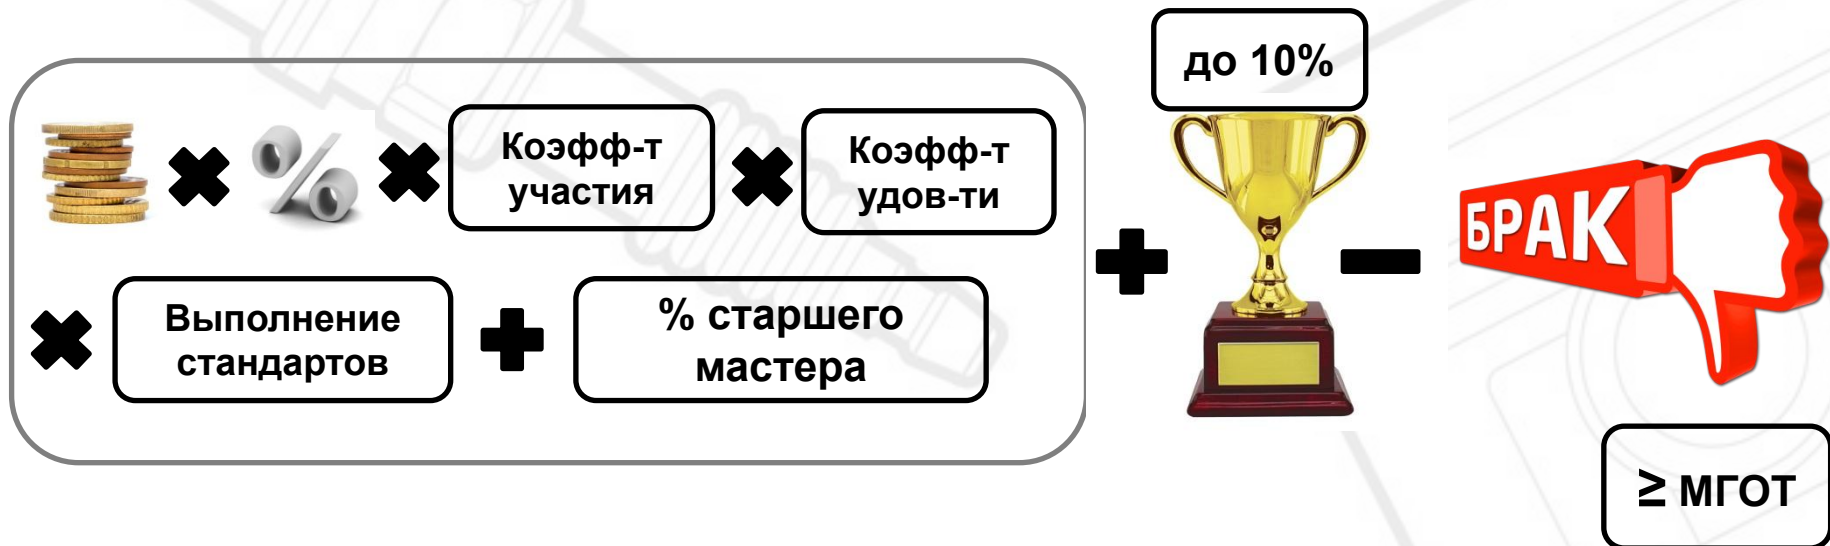 до 10%
Коэфф-т
участия
Коэфф-т
удов-ти
БРАК
Выполнение
стандартов
% старшего
мастера
≥ МГОТ